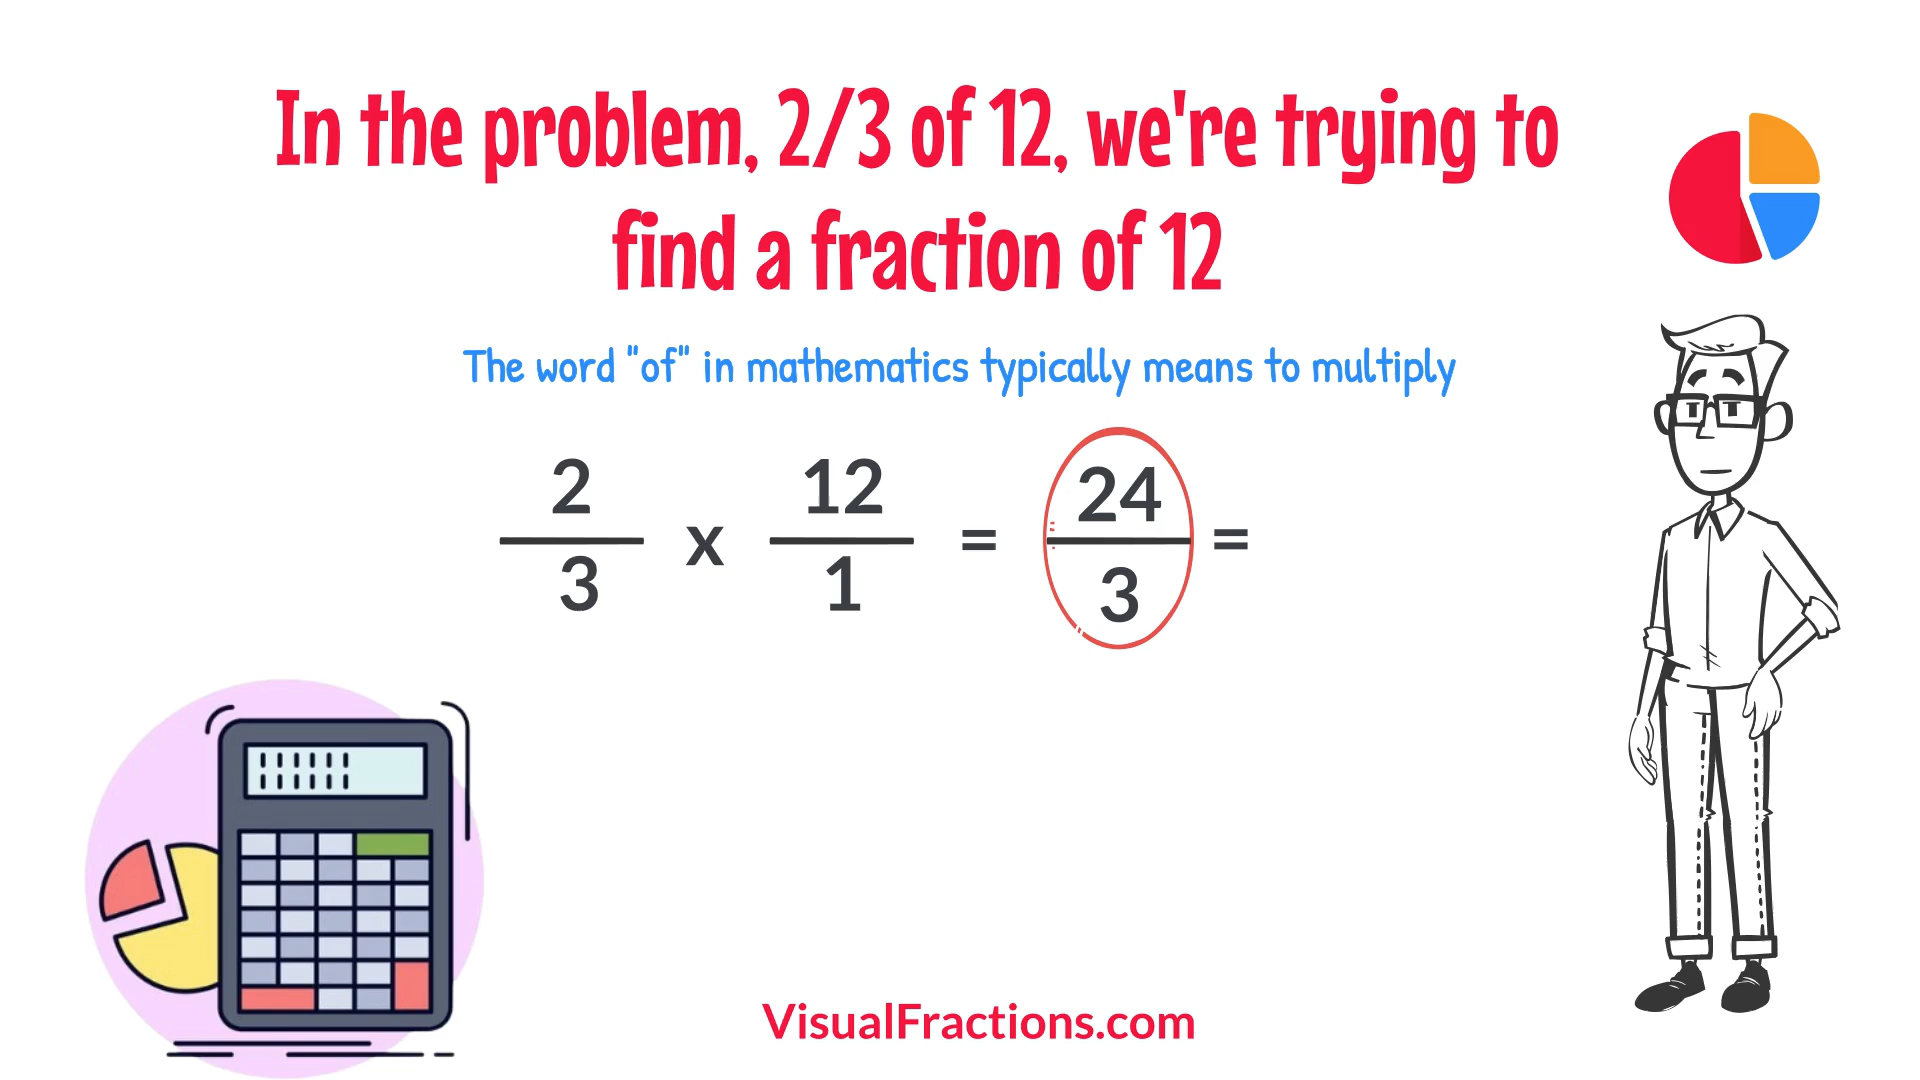 In the problem, 2/3 of 12, we're trying to
find a fraction of 12
The word "of" in mathematics typically means to multiply
2 12 24
x = =
3 1 3
VisualFractions.com